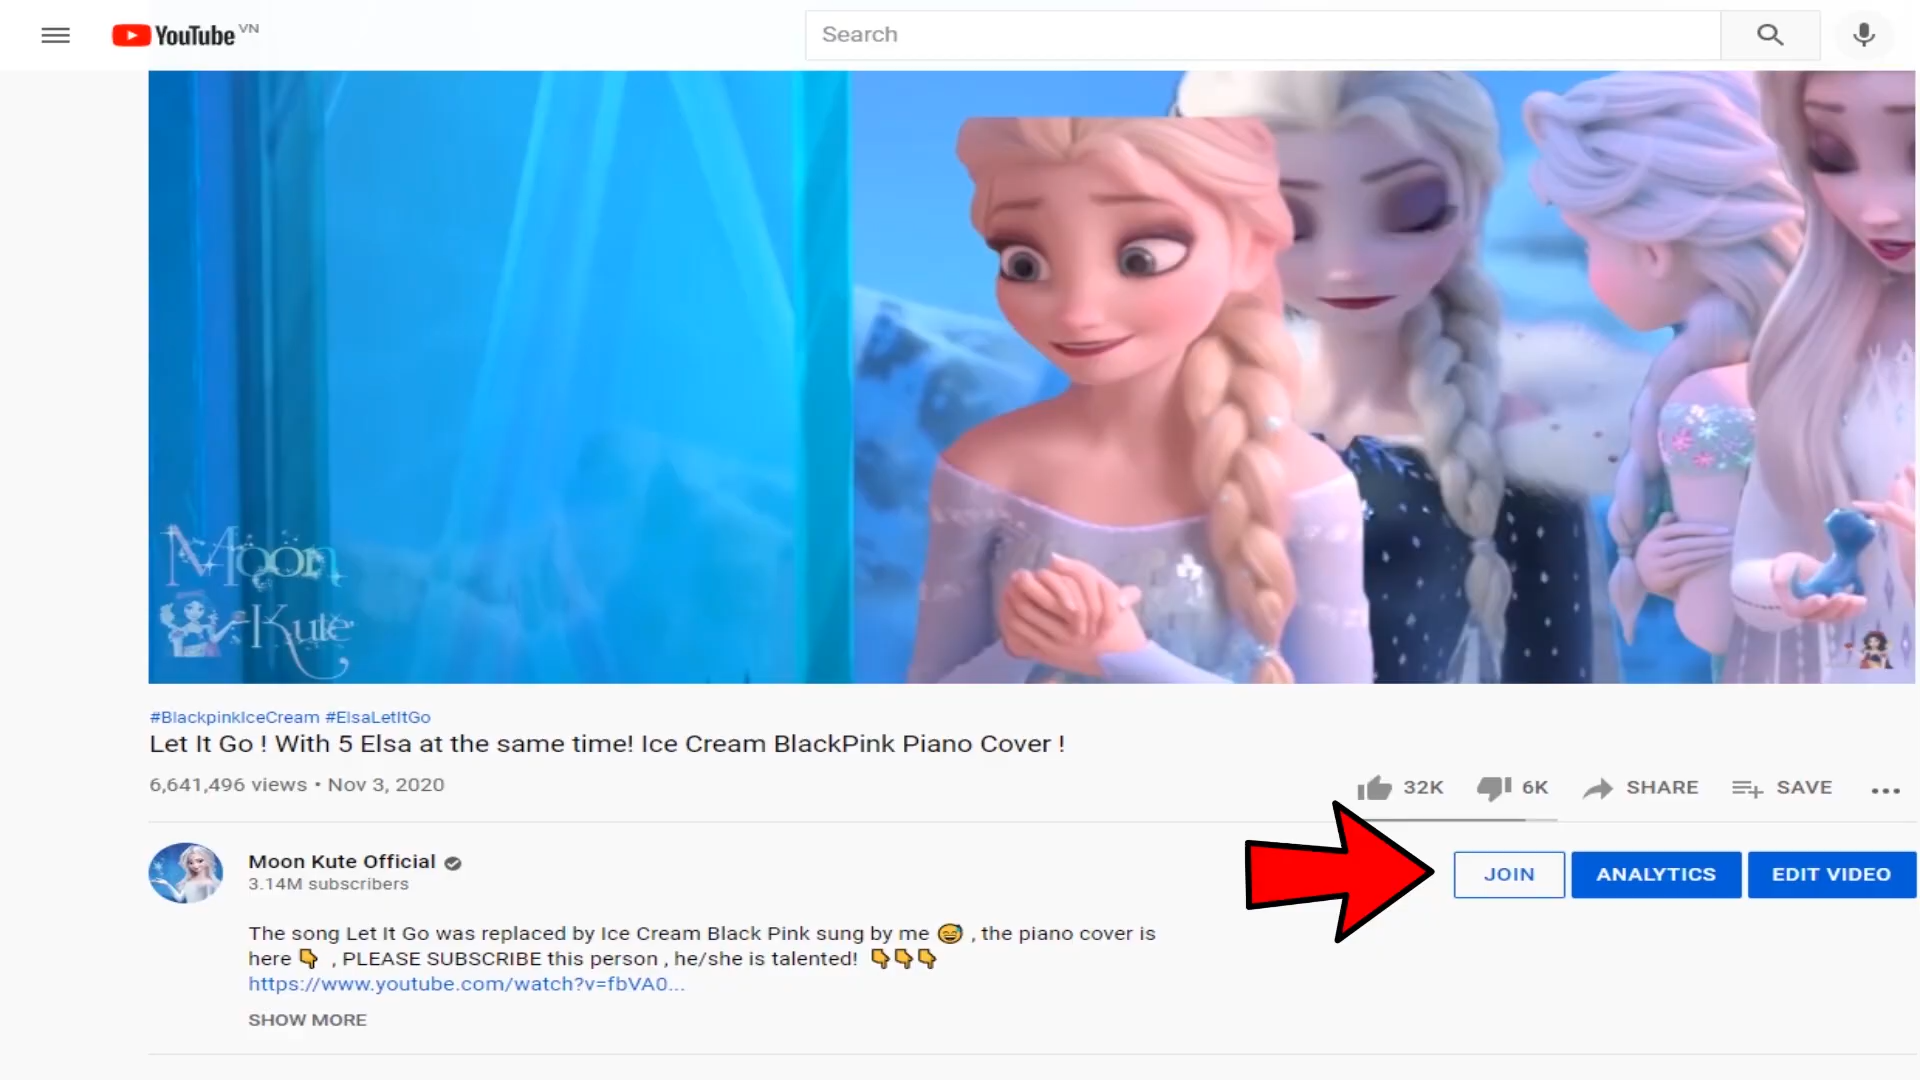 YouTube VN
Search
Moon
Kute
#BlackpinkIceCream #ElsaLetItGo
Let It Go ! With 5 Elsa at the same time! Ice Cream BlackPink Piano Cover !
6,641,496 views • Nov 3, 2020
32K 6K SHARE SAVE
Moon Kute Official
3.14M subscribers
JOIN ANALYTICS EDIT VIDEO
The song Let It Go was replaced by Ice Cream Black Pink sung by me 😅 , the piano cover is
here 👇 , PLEASE SUBSCRIBE this person , he/she is talented! 👇👇👇
https://www.youtube.com/watch?v=fbVA0...
SHOW MORE